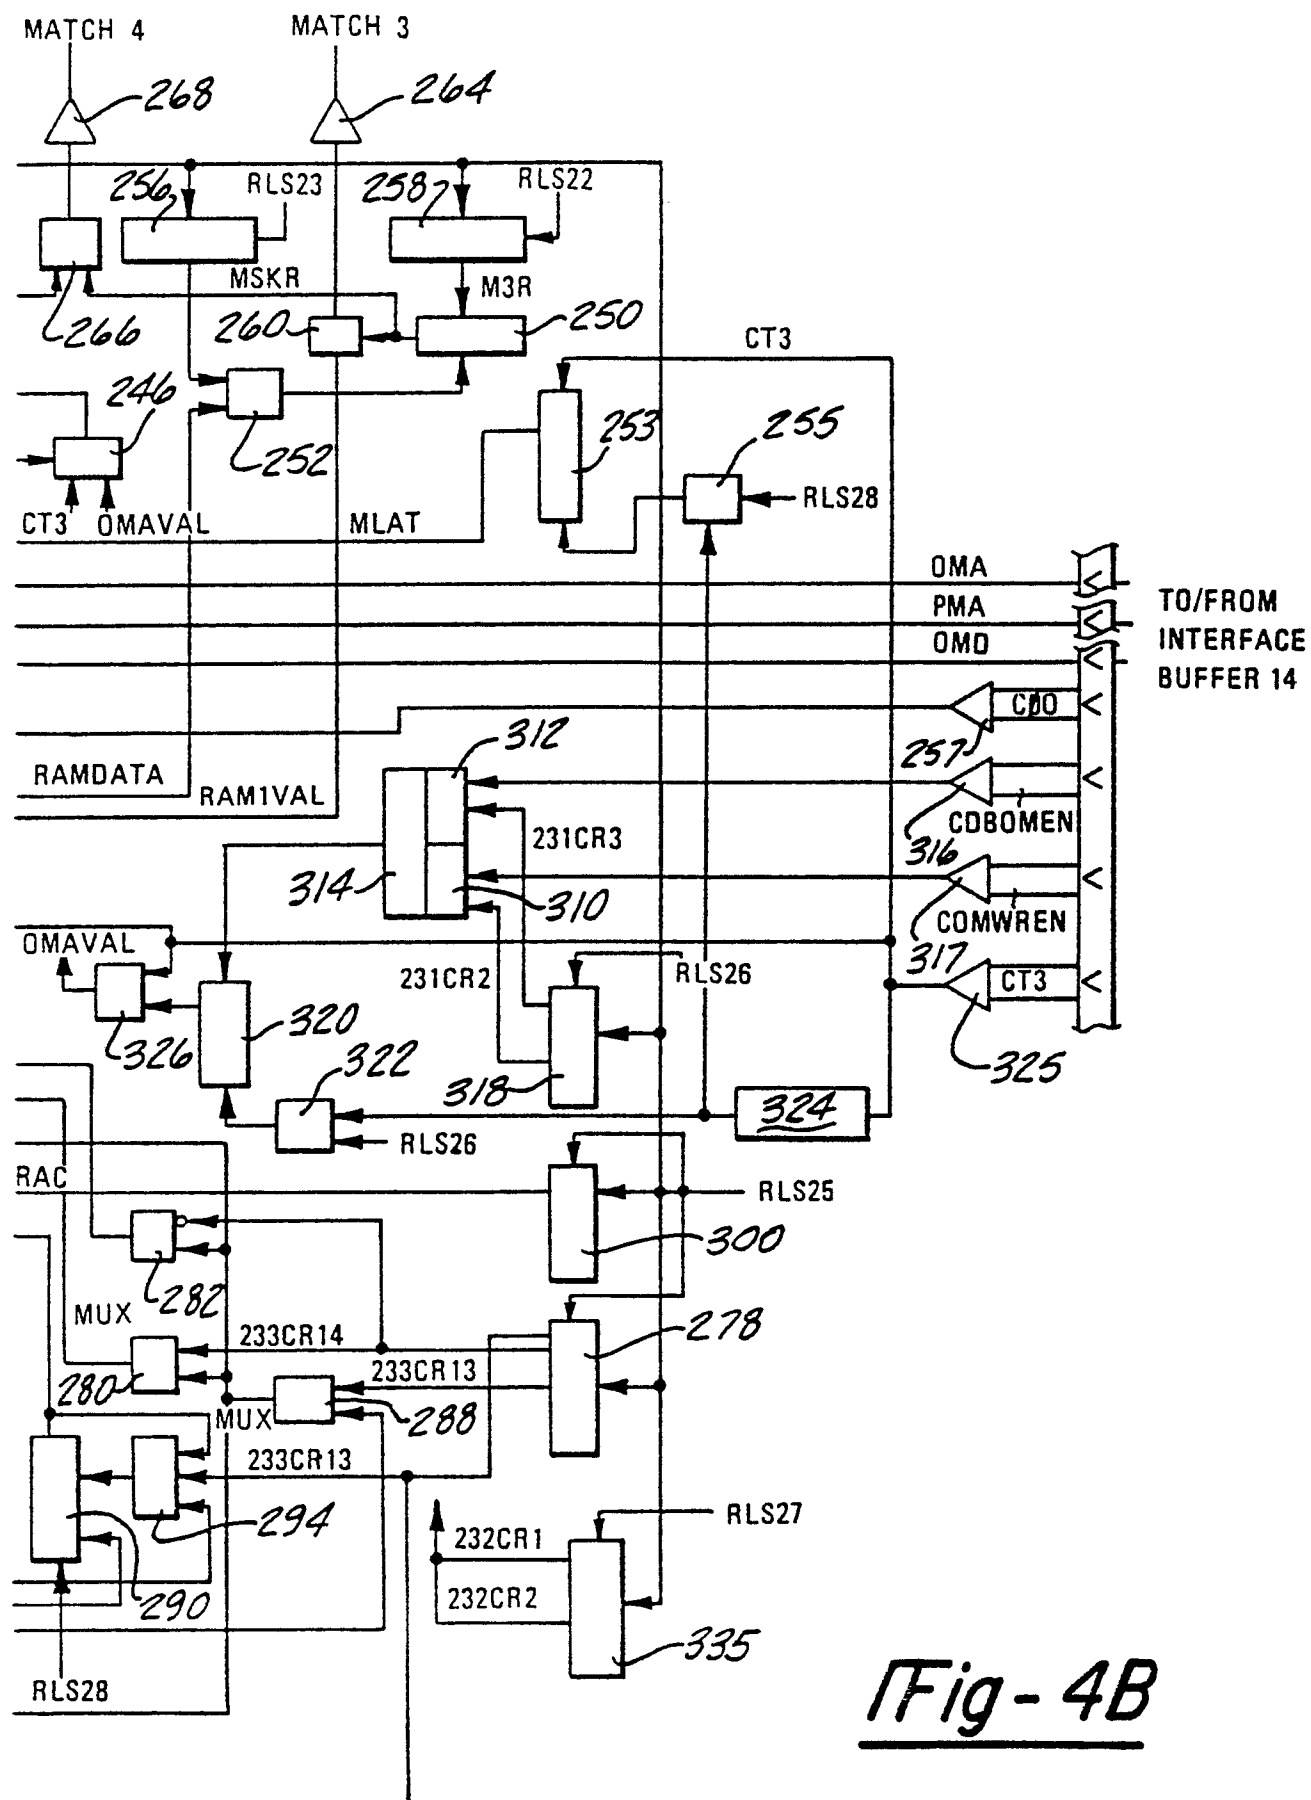 MATCH 4
MATCH 3
268
264
256
RLS23
258
RLS22
MSKR
M3R
266
260
250
CT3
246
252
253
255
RLS28
CT3
OMAVAL
MLAT
OMA
PMA
OMD
TO/FROM
INTERFACE
BUFFER 14
CDO
257
312
RAMDATA
RAM1VAL
231CR3
CDBOMEN
316
314
310
COMWREN
317
OMAVAL
231CR2
RLS26
CT3
326
320
322
318
324
325
RLS26
RAC
RLS25
300
282
MUX
233CR14
278
280
233CR13
MUX
288
233CR13
294
RLS27
232CR1
232CR2
290
335
RLS28
Fig-4B